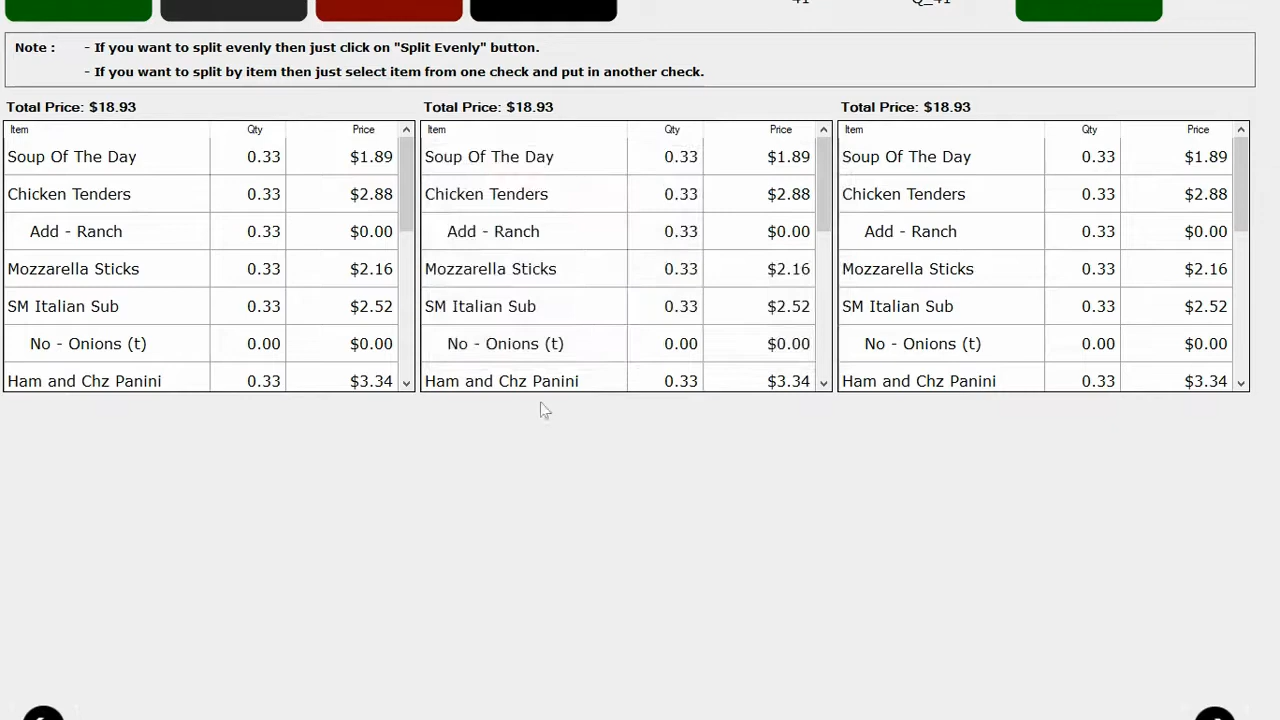 41 Q_41
Note : - If you want to split evenly then just click on "Split Evenly" button.
- If you want to split by item then just select item from one check and put in another check.
Total Price: $18.93 Total Price: $18.93 Total Price: $18.93
Item Qty Price Item Qty Price Item Qty Price
Soup Of The Day 0.33 $1.89 Soup Of The Day 0.33 $1.89 Soup Of The Day 0.33 $1.89
Chicken Tenders 0.33 $2.88 Chicken Tenders 0.33 $2.88 Chicken Tenders 0.33 $2.88
Add - Ranch 0.33 $0.00 Add - Ranch 0.33 $0.00 Add - Ranch 0.33 $0.00
Mozzarella Sticks 0.33 $2.16 Mozzarella Sticks 0.33 $2.16 Mozzarella Sticks 0.33 $2.16
SM Italian Sub 0.33 $2.52 SM Italian Sub 0.33 $2.52 SM Italian Sub 0.33 $2.52
No - Onions (t) 0.00 $0.00 No - Onions (t) 0.00 $0.00 No - Onions (t) 0.00 $0.00
Ham and Chz Panini 0.33 $3.34 Ham and Chz Panini 0.33 $3.34 Ham and Chz Panini 0.33 $3.34